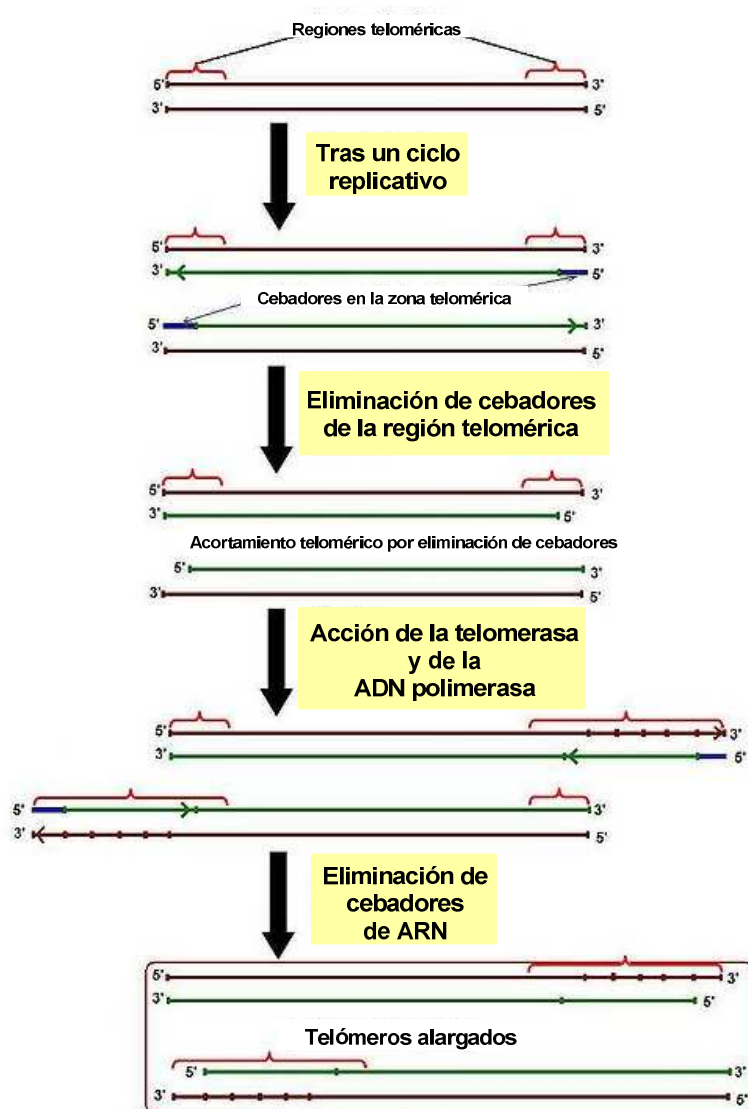 Regiones teloméricas
5' 3'
3' 5'
Tras un ciclo
replicativo
5' 3'
3' 5'
Cebadores en la zona telomérica
5' 3'
3' 5'
Eliminación de cebadores
de la región telomérica
5' 3'
3' 5'
Acortamiento telomérico por eliminación de cebadores
5' 3'
3' 5'
Acción de la telomerasa
y de la
ADN polimerasa
5' 3'
3' 5'
5' 3'
3' 5'
Eliminación de
cebadores
de ARN
5' 3'
3' 5'
Telómeros alargados
5' 3'
3' 5'